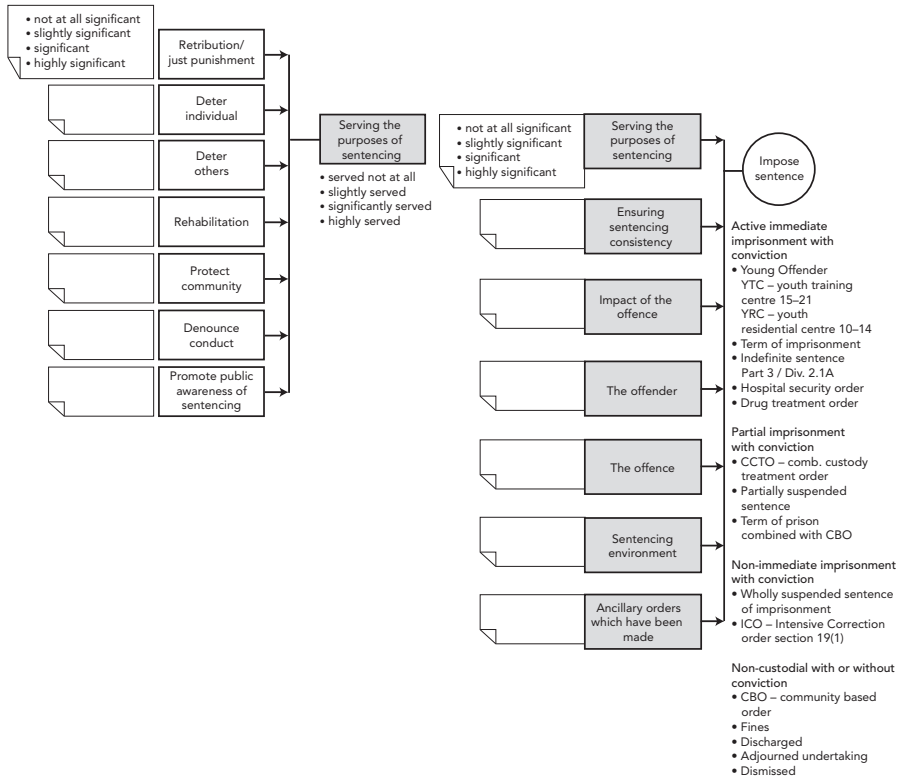 • not at all significant
• slightly significant
• significant
• highly significant
Retribution/
just punishment
Deter
individual
Deter
others
Rehabilitation
Protect
community
Denounce
conduct
Promote public
awareness of
sentencing
Serving the
purposes of
sentencing
• served not at all
• slightly served
• significantly served
• highly served
• not at all significant
• slightly significant
• significant
• highly significant
Serving the
purposes of
sentencing
Ensuring
sentencing
consistency
Impact of the
offence
The offender
The offence
Sentencing
environment
Ancillary orders
which have been
made
Impose
sentence
Active immediate
imprisonment with
conviction
• Young Offender
YTC – youth training
centre 15–21
YRC – youth
residential centre 10–14
• Term of imprisonment
• Indefinite sentence
Part 3 / Div. 2.1A
• Hospital security order
• Drug treatment order
Partial imprisonment
with conviction
• CCTO – comb. custody
treatment order
• Partially suspended
sentence
• Term of prison
combined with CBO
Non-immediate imprisonment
with conviction
• Wholly suspended sentence
of imprisonment
• ICO – Intensive Correction
order section 19(1)
Non-custodial with or without
conviction
• CBO – community based
order
• Fines
• Discharged
• Adjourned undertaking
• Dismissed